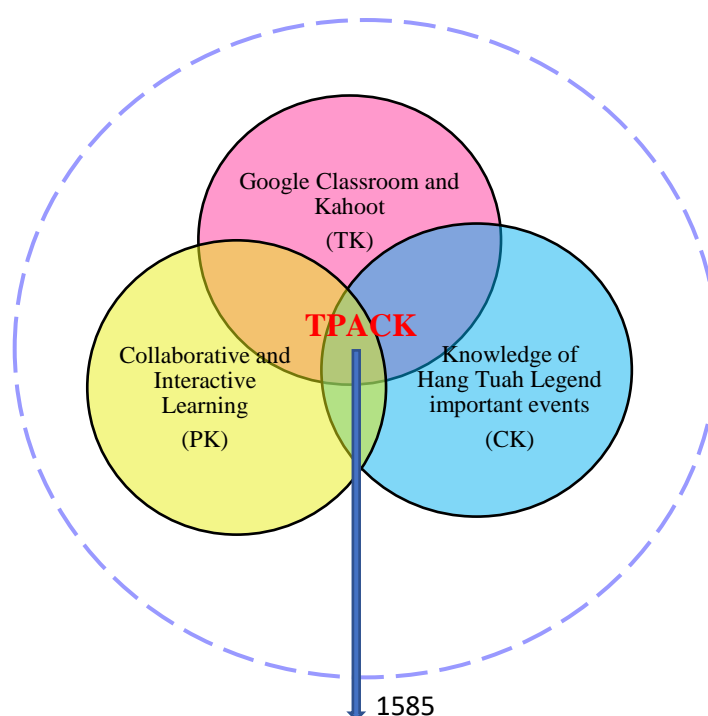 Google Classroom and
Kahoot
(TK)
TPACK
Collaborative and
Interactive
Learning
(PK)
Knowledge of
Hang Tuah Legend
important events
(CK)
1585